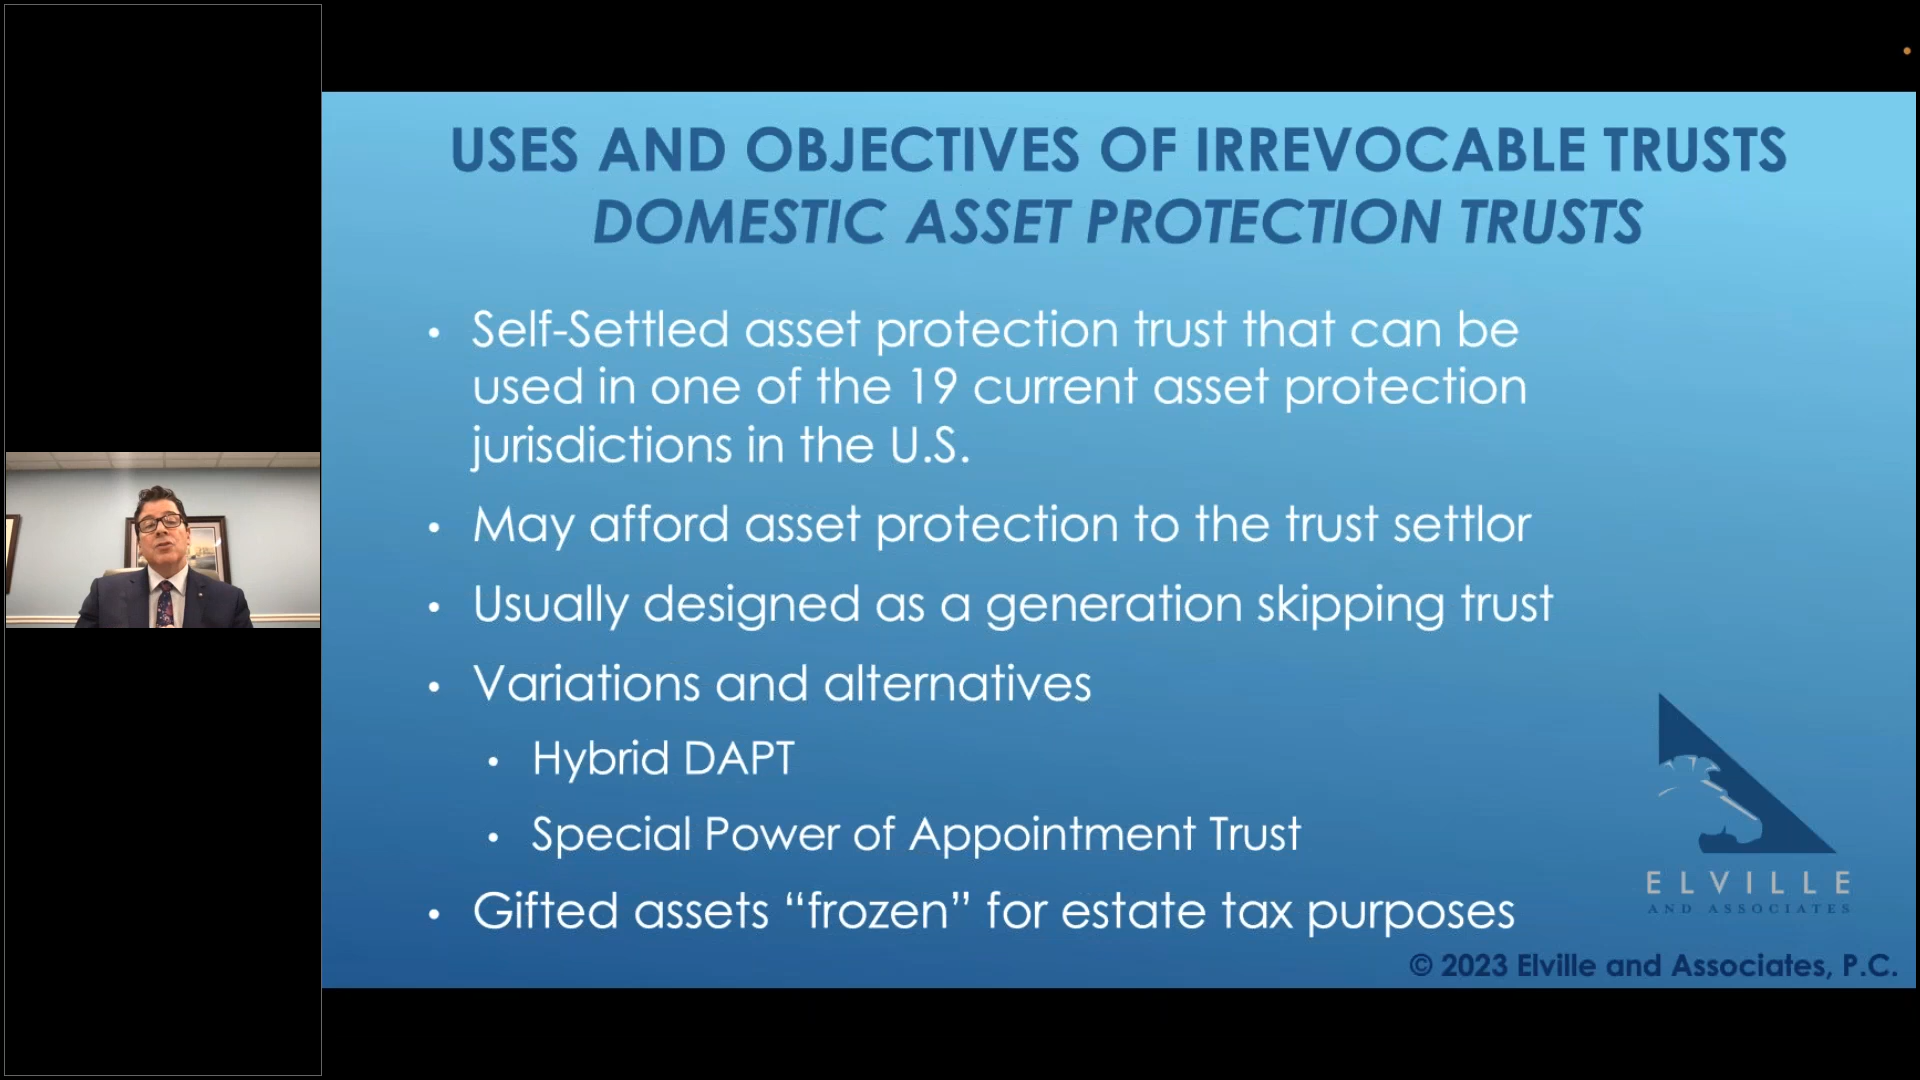 USES AND OBJECTIVES OF IRREVOCABLE TRUSTS
DOMESTIC ASSET PROTECTION TRUSTS
• Self-Settled asset protection trust that can be
used in one of the 19 current asset protection
jurisdictions in the U.S.
• May afford asset protection to the trust settlor
• Usually designed as a generation skipping trust
• Variations and alternatives
• Hybrid DAPT
• Special Power of Appointment Trust
• Gifted assets “frozen” for estate tax purposes
ELVILLE
AND ASSOCIATES
© 2023 Elville and Associates, P.C.